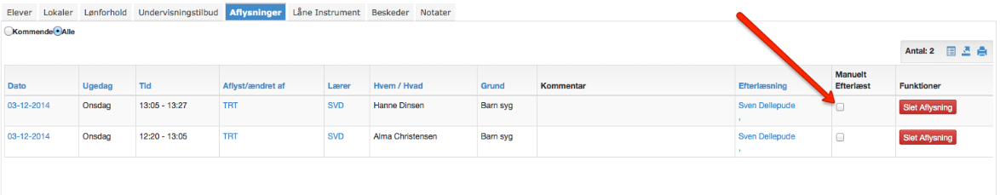 Elever Lokaler Lønforhold Undervisningstilbud Aflysninger Låne Instrument Beskeder Notater
Kommende Alle
Antal: 2
Dato Ugedag Tid Aflyst/ændret af Lærer Hvem / Hvad Grund Kommentar Efterlæsning Manuelt Efterlæst Funktioner
03-12-2014 Onsdag 13:05 - 13:27 TRT SVD Hanne Dinsen Barn syg Sven Dellepude Slet Aflysning
,
03-12-2014 Onsdag 12:20 - 13:05 TRT SVD Alma Christensen Barn syg Sven Dellepude Slet Aflysning
,